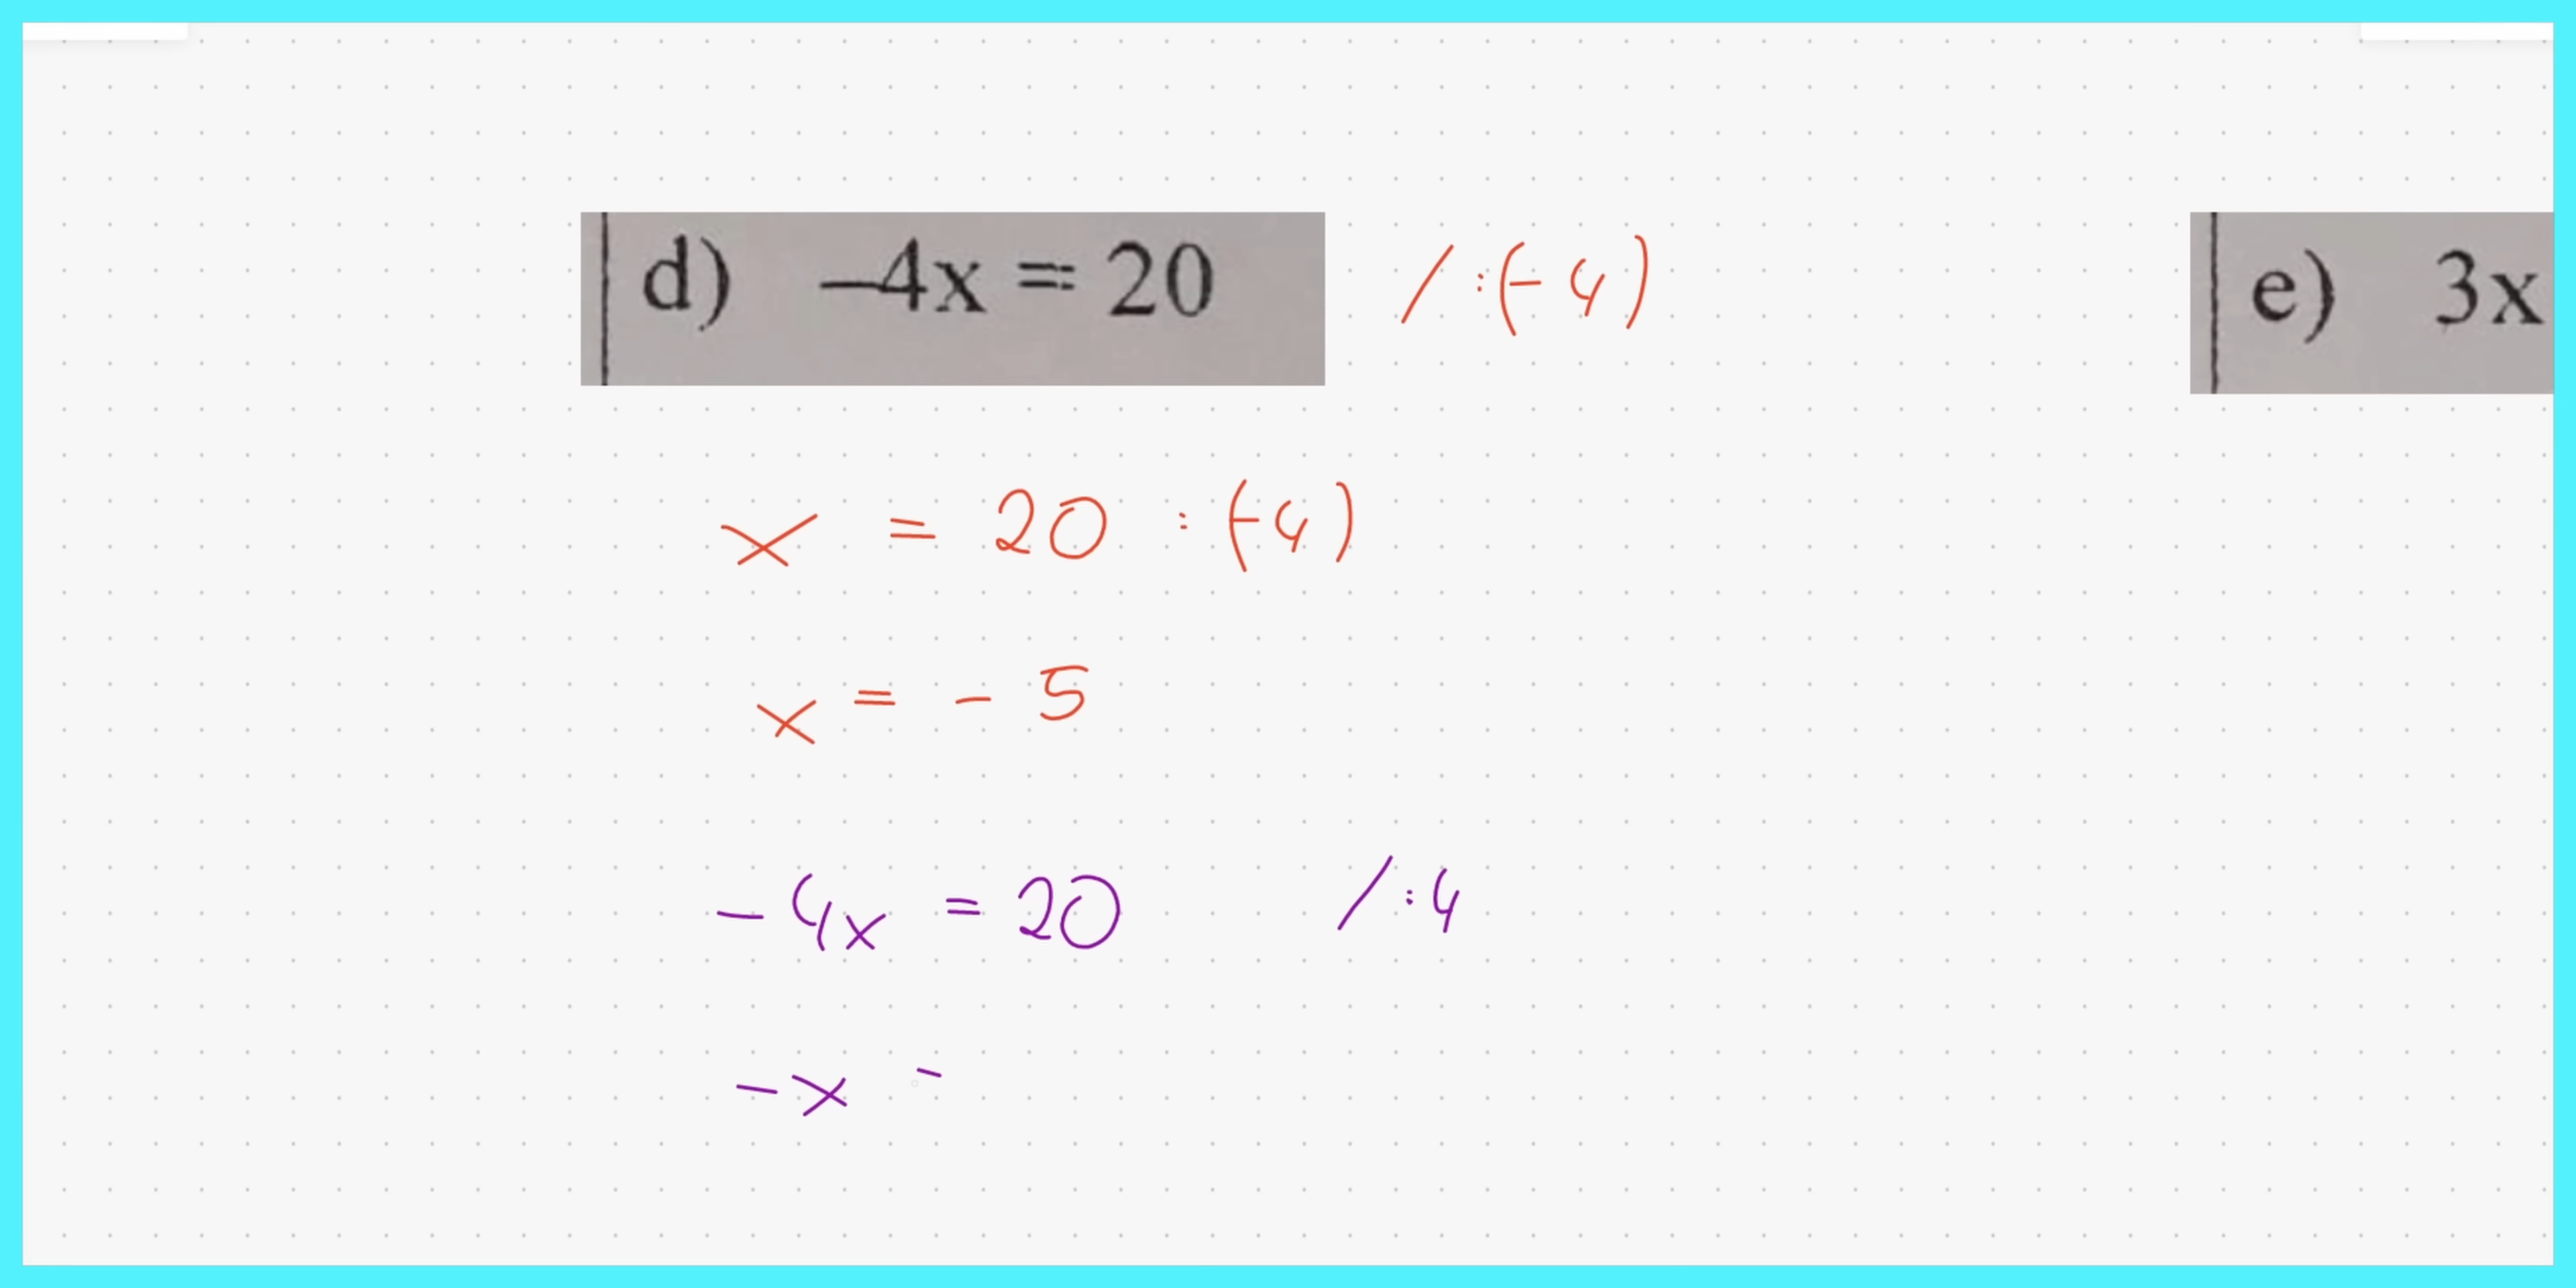 d) –4x = 20 / :(-4)
e) 3x
x = 20 : (-4)
x = - 5
- 4x = 20 / :4
- x -